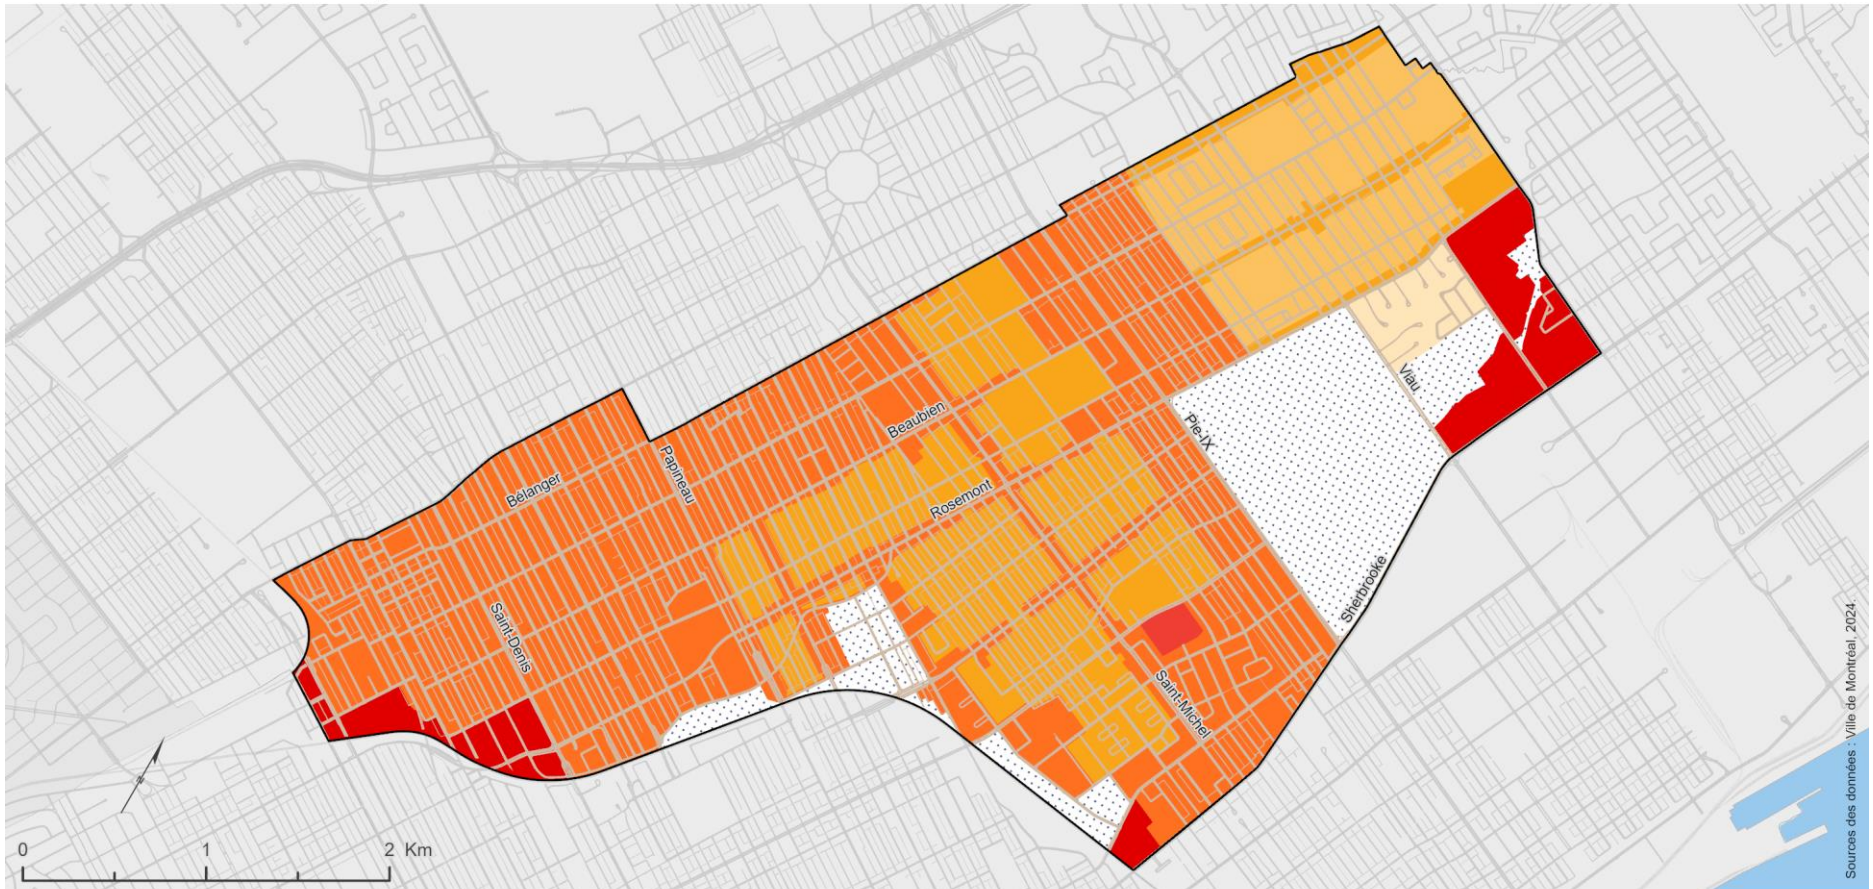 Beaubien
Viau
Pie-IX
Papineau
Bélanger
Rosemont
Sherbrooke
Saint-Denis
Saint-Michel
0 1 2 Km
Sources des données : Ville de Montréal, 2024.